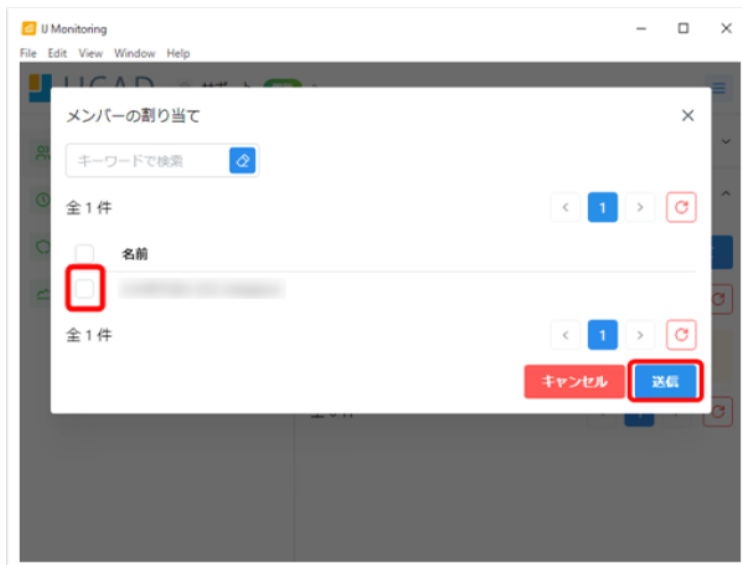 IJ Monitoring
File Edit View Window Help
メンバーの割り当て
キーワードで検索
全 1 件
1
名前
全 1 件
1
キャンセル 送信